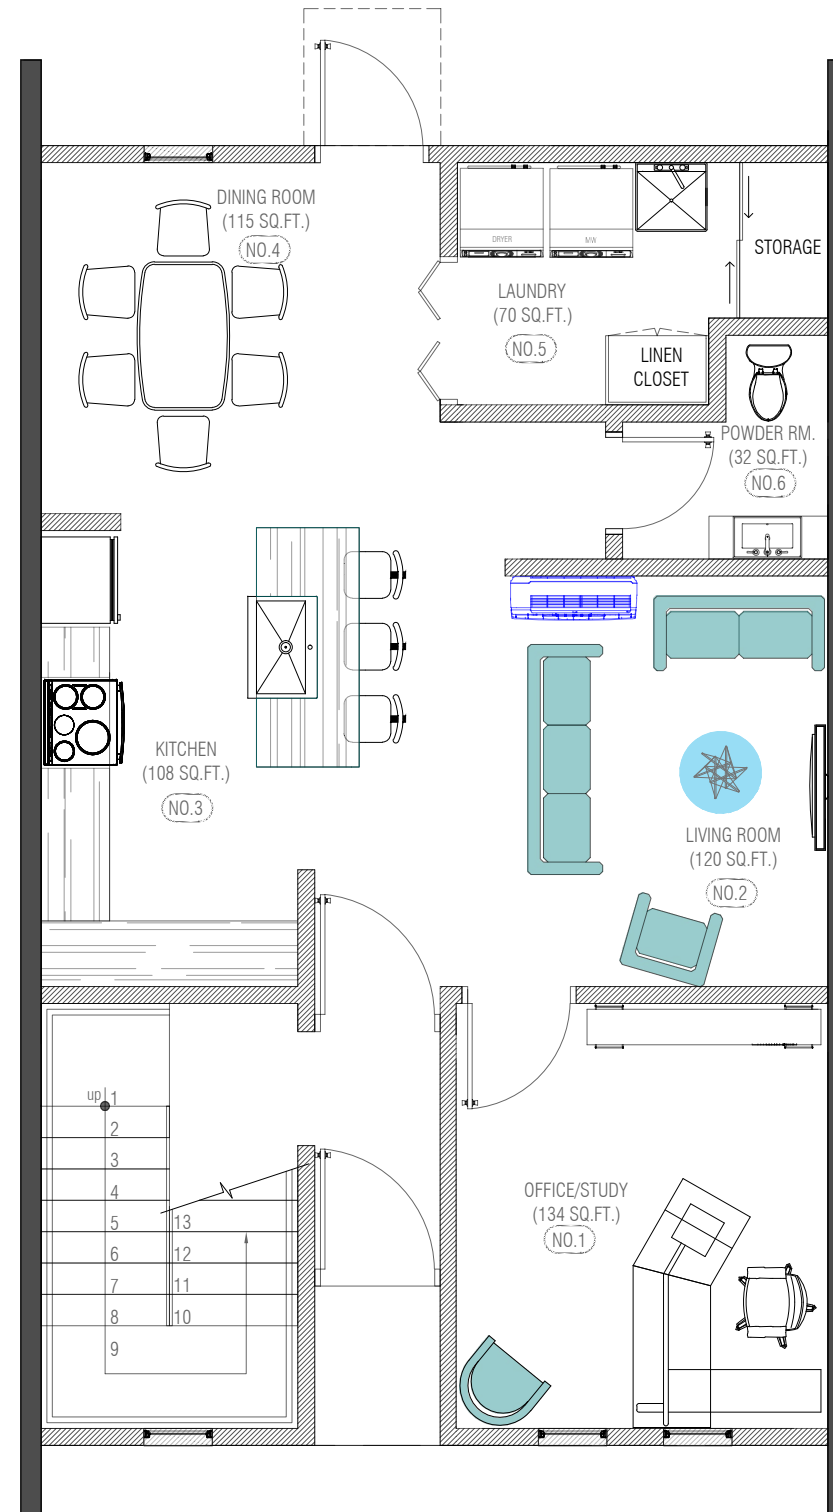 DINING ROOM
(115 SQ.FT.)
NO.4
DRYER
M/W
STORAGE
LAUNDRY
(70 SQ.FT.)
NO.5
LINEN
CLOSET
POWDER RM.
(32 SQ.FT.)
NO.6
KITCHEN
(108 SQ.FT.)
NO.3
LIVING ROOM
(120 SQ.FT.)
NO.2
up
1
2
3
4
5
6
7
8
9
13
12
11
10
OFFICE/STUDY
(134 SQ.FT.)
NO.1